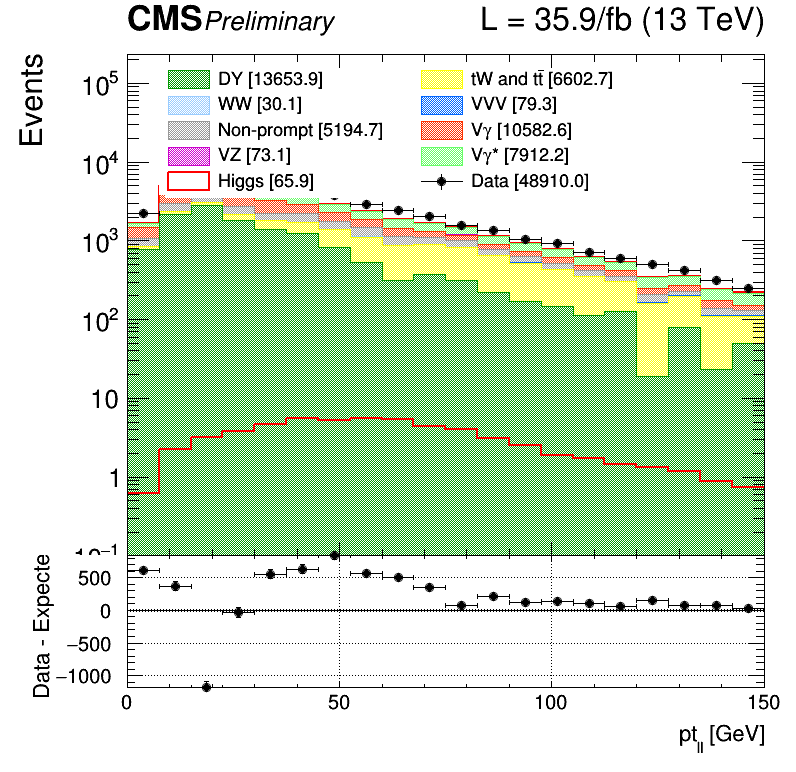 CMS Preliminary L = 35.9/fb (13 TeV)
Events
DY [13653.9] tW and tt̄ [6602.7]
WW [30.1] VVV [79.3]
Non-prompt [5194.7] Vγ [10582.6]
VZ [73.1] Vγ* [7912.2]
Higgs [65.9] Data [48910.0]
10⁵
10⁴
10³
10²
10
1
10⁻¹
Data - Expecte
500
0
−500
−1000
0 50 100 150
pt_ll [GeV]